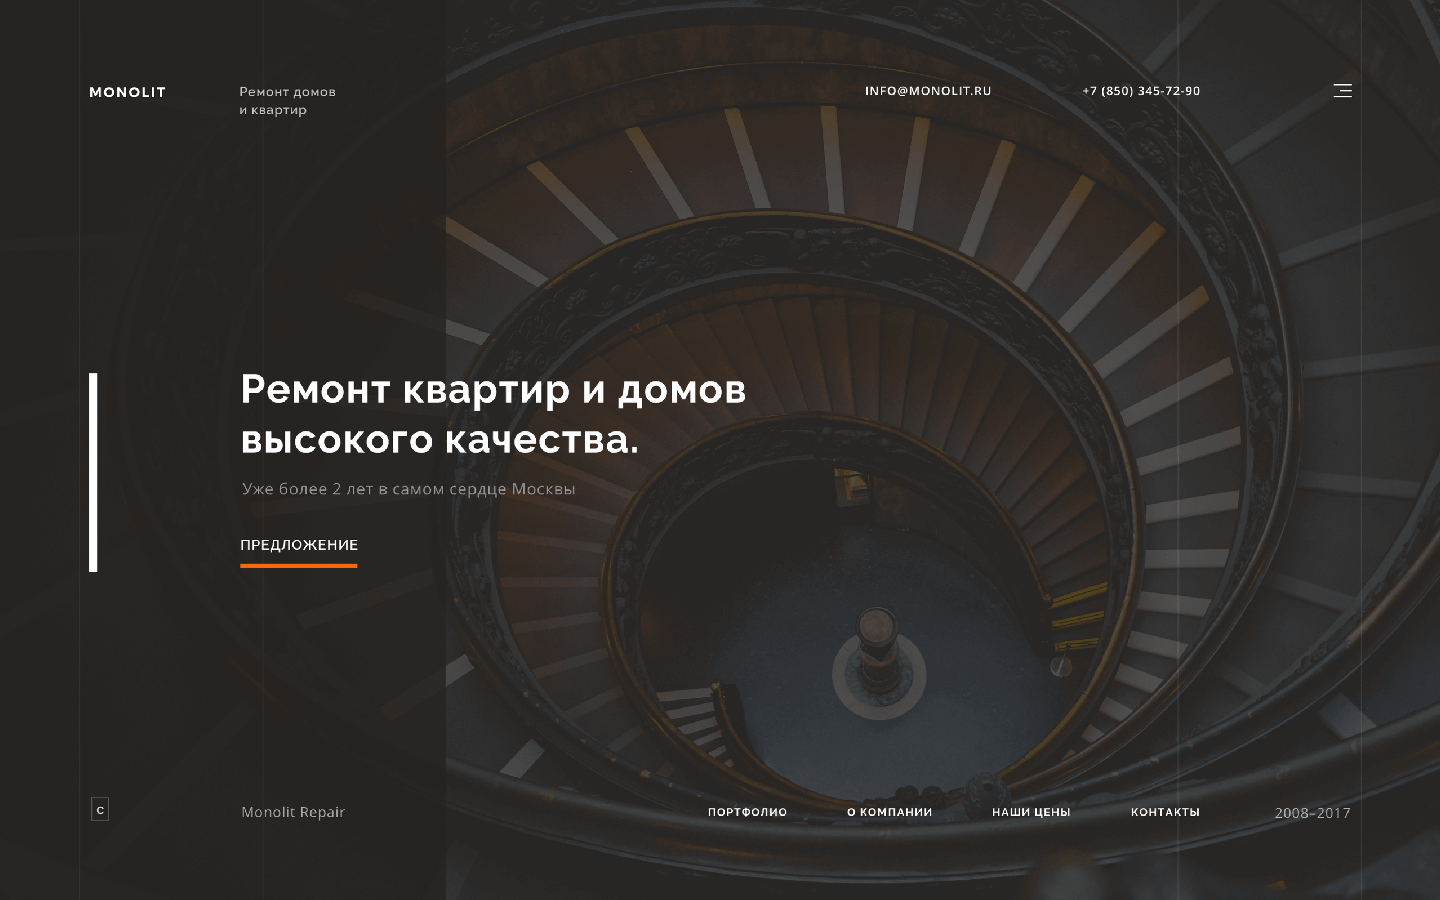 MONOLIT
Ремонт домов
и квартир
INFO@MONOLIT.RU
+7 (850) 345-72-90
Ремонт квартир и домов
высокого качества.
Уже более 2 лет в самом сердце Москвы
ПРЕДЛОЖЕНИЕ
C
Monolit Repair
ПОРТФОЛИО
О КОМПАНИИ
НАШИ ЦЕНЫ
КОНТАКТЫ
2008–2017